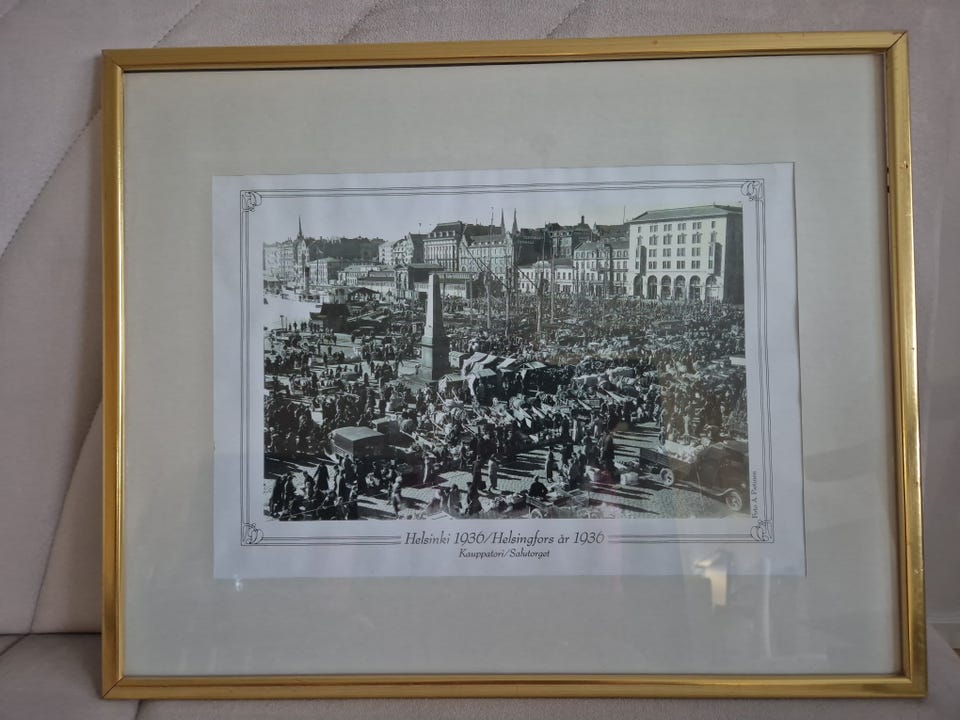 Helsinki 1936/Helsingfors år 1936
Kauppatori/Salutorget